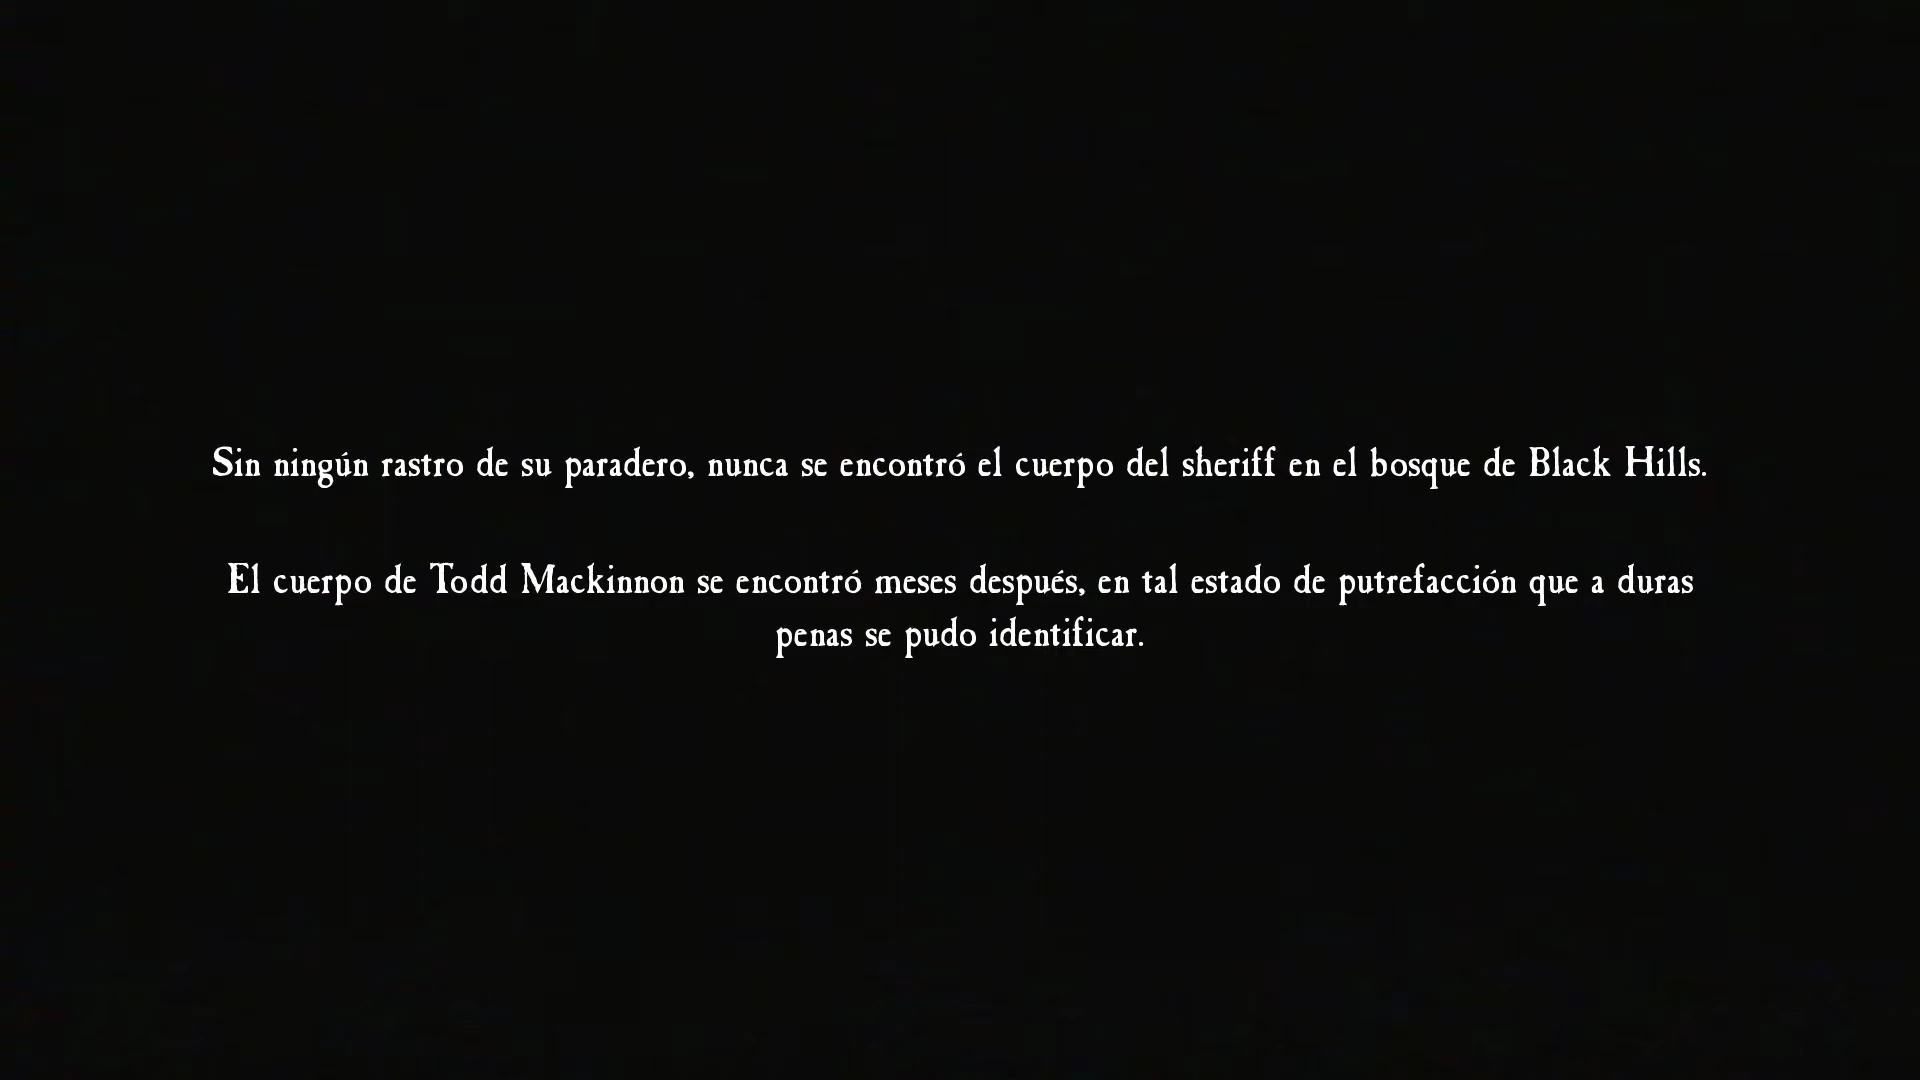 Sin ningún rastro de su paradero, nunca se encontró el cuerpo del sheriff en el bosque de Black Hills.
El cuerpo de Todd Mackinnon se encontró meses después, en tal estado de putrefacción que a duras
penas se pudo identificar.